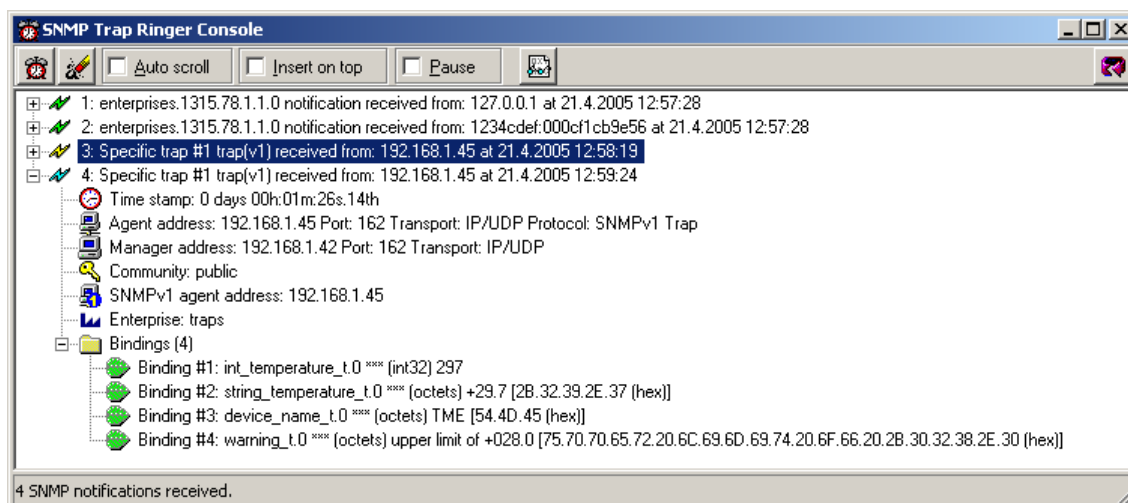 SNMP Trap Ringer Console
Auto scroll Insert on top Pause
1: enterprises.1315.78.1.1.0 notification received from: 127.0.0.1 at 21.4.2005 12:57:28
2: enterprises.1315.78.1.1.0 notification received from: 1234cdef:000cf1cb9e56 at 21.4.2005 12:57:28
3: Specific trap #1 trap(v1) received from: 192.168.1.45 at 21.4.2005 12:58:19
4: Specific trap #1 trap(v1) received from: 192.168.1.45 at 21.4.2005 12:59:24
Time stamp: 0 days 00h:01m:26s.14th
Agent address: 192.168.1.45 Port: 162 Transport: IP/UDP Protocol: SNMPv1 Trap
Manager address: 192.168.1.42 Port: 162 Transport: IP/UDP
Community: public
SNMPv1 agent address: 192.168.1.45
Enterprise: traps
Bindings (4)
Binding #1: int_temperature_t.0 *** (int32) 297
Binding #2: string_temperature_t.0 *** (octets) +29.7 [2B.32.39.2E.37 (hex)]
Binding #3: device_name_t.0 *** (octets) TME [54.4D.45 (hex)]
Binding #4: warning_t.0 *** (octets) upper limit of +028.0 [75.70.70.65.72.20.6C.69.6D.69.74.20.6F.66.20.2B.30.32.38.2E.30 (hex)]
4 SNMP notifications received.